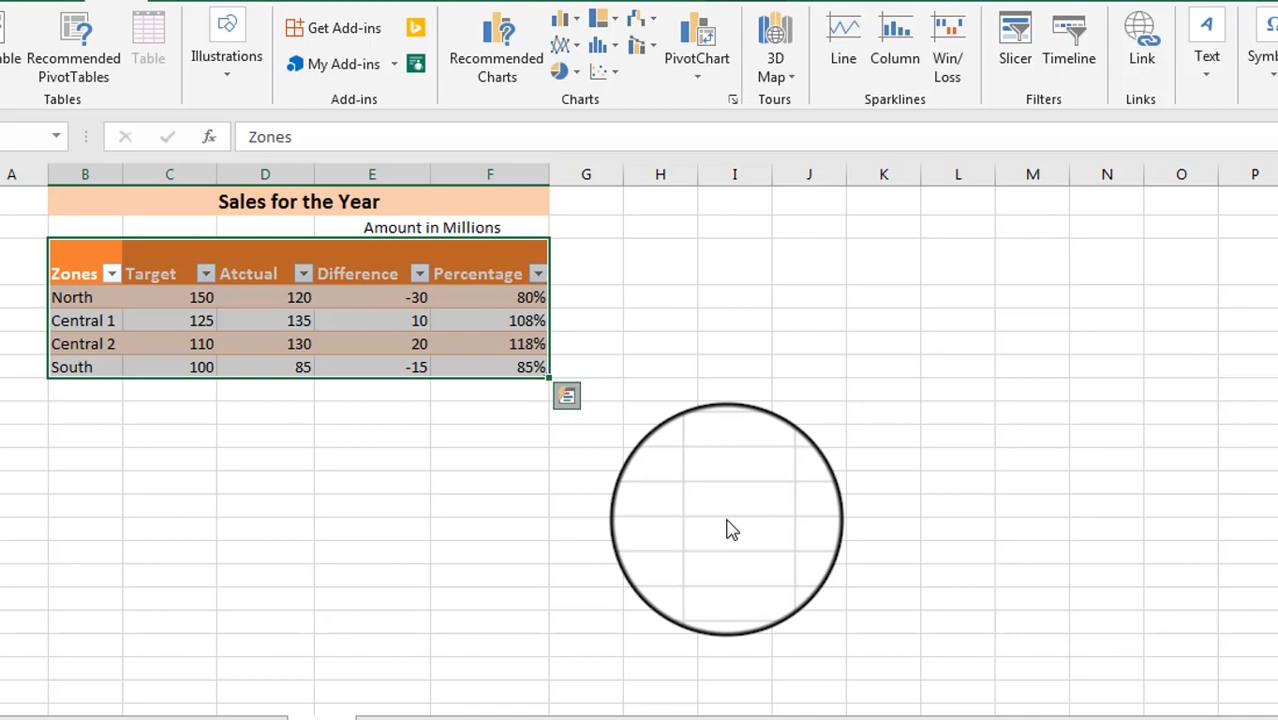 able Recommended PivotTables Table Illustrations Get Add-ins My Add-ins Recommended Charts PivotChart 3D Map Line Column Win/Loss Slicer Timeline Link Text Symb
Tables Add-ins Charts Tours Sparklines Filters Links
fx Zones
A B C D E F G H I J K L M N O P
Sales for the Year
Amount in Millions
Zones Target Atctual Difference Percentage
North 150 120 -30 80%
Central 1 125 135 10 108%
Central 2 110 130 20 118%
South 100 85 -15 85%